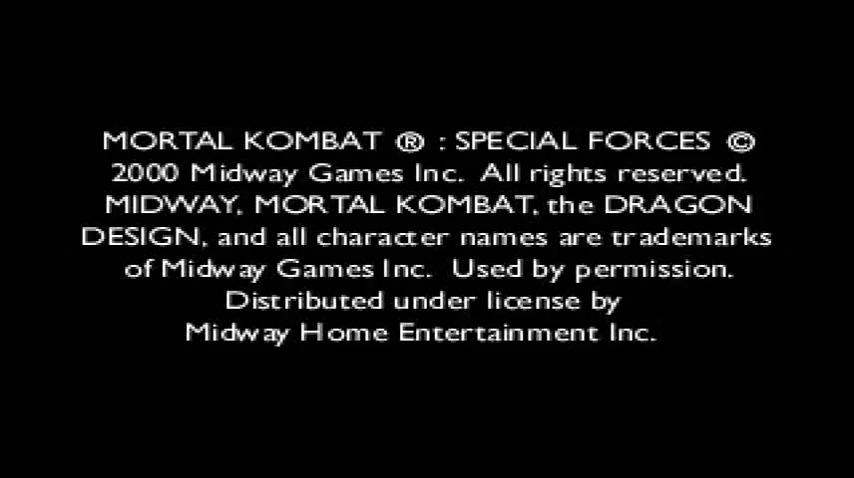 MORTAL KOMBAT ® : SPECIAL FORCES ©
2000 Midway Games Inc.  All rights reserved.
MIDWAY, MORTAL KOMBAT, the DRAGON
DESIGN, and all character names are trademarks
of Midway Games Inc.  Used by permission.
Distributed under license by
Midway Home Entertainment Inc.